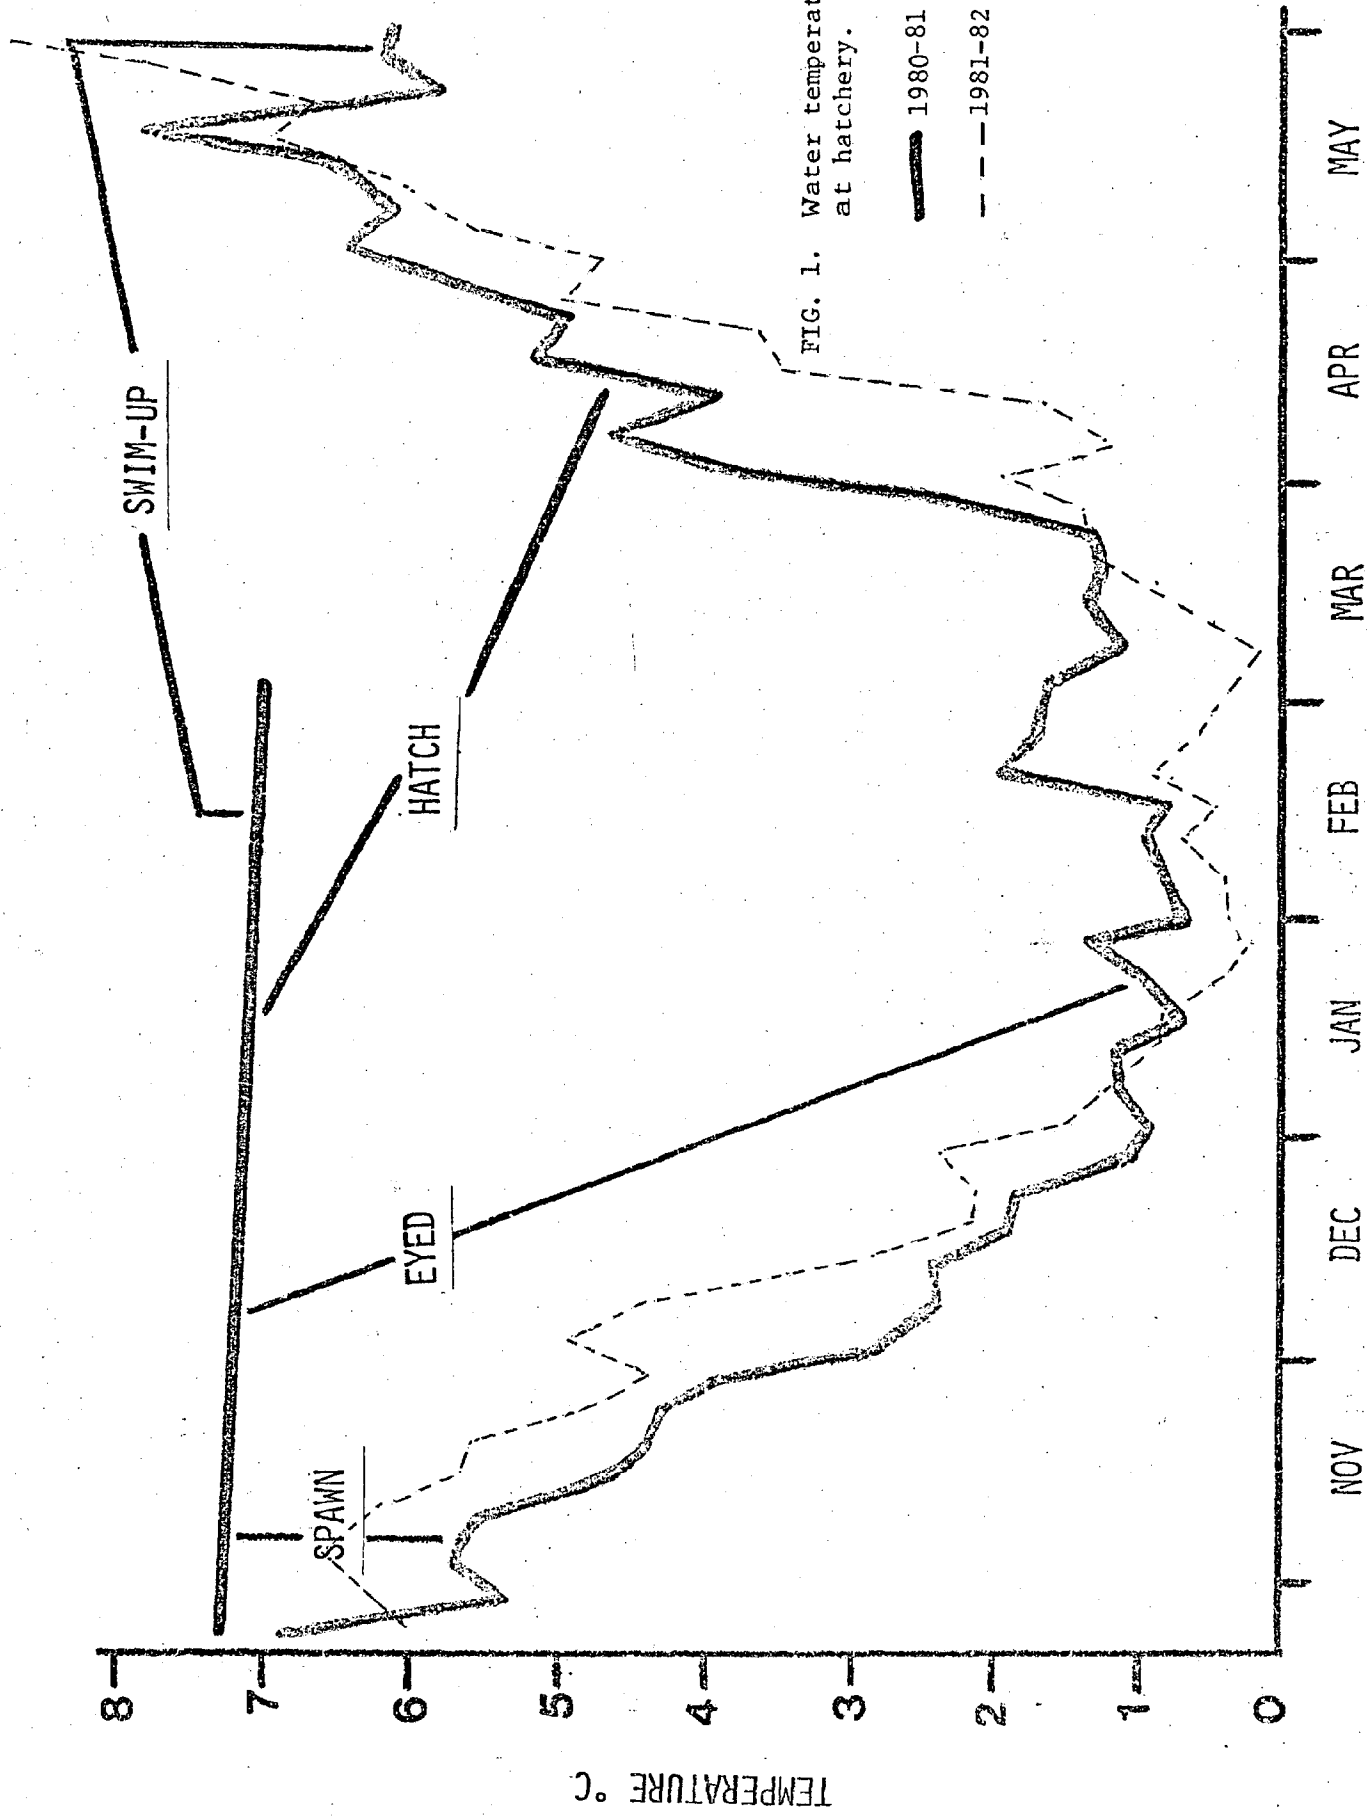 TEMPERATURE °C
8
7
6
5
4
3
2
1
0
NOV
DEC
JAN
FEB
MAR
APR
MAY
SPAWN
EYED
HATCH
SWIM-UP
FIG. 1. Water
at hatchery.
1980-81
1981-82